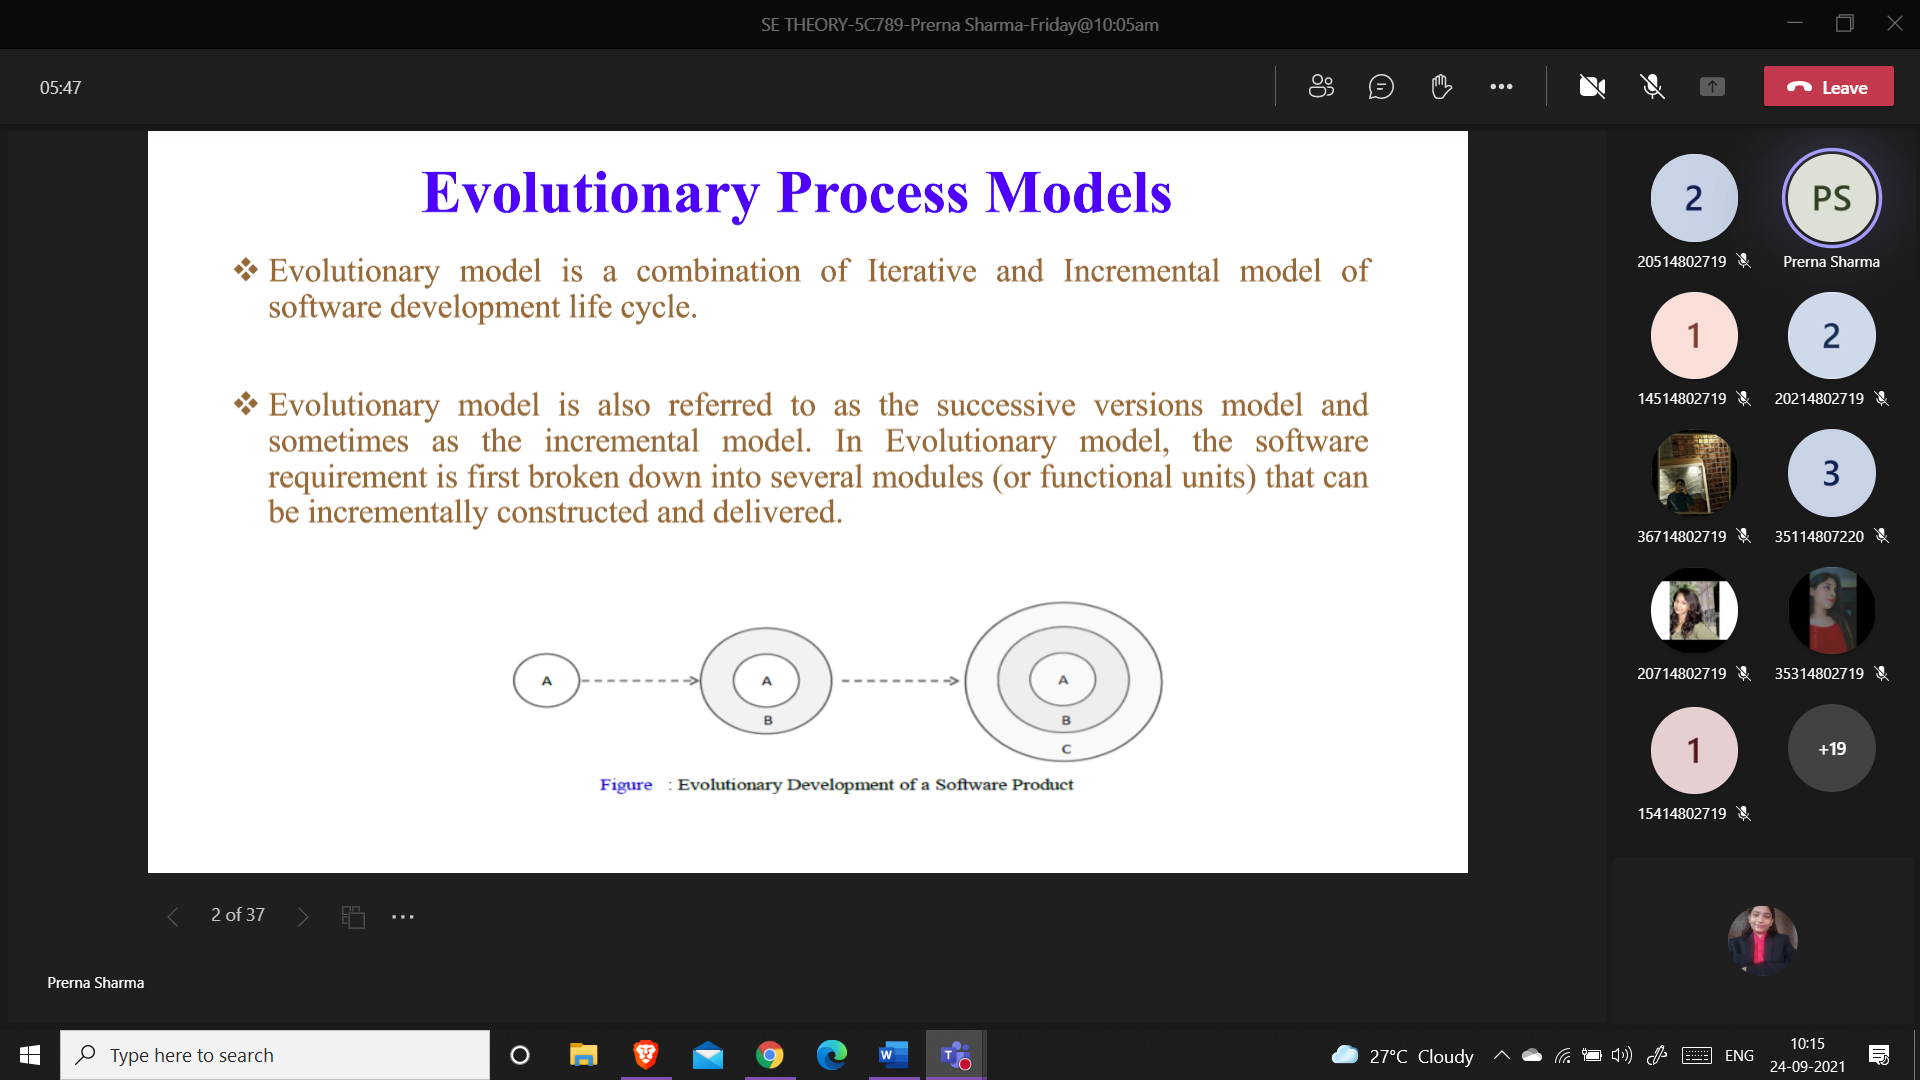 SE THEORY-5C789-Prerna Sharma-Friday@10:05am
05:47
Leave
Evolutionary Process Models
Evolutionary model is a combination of Iterative and Incremental model of
software development life cycle.
Evolutionary model is also referred to as the successive versions model and
sometimes as the incremental model. In Evolutionary model, the software
requirement is first broken down into several modules (or functional units) that can
be incrementally constructed and delivered.
A
A
B
A
B
C
Figure : Evolutionary Development of a Software Product
2 of 37
Prerna Sharma
2
20514802719
PS
Prerna Sharma
1
14514802719
2
20214802719
36714802719
3
35114807220
20714802719
35314802719
1
15414802719
+19
Type here to search
W
T
27°C Cloudy
ENG
10:15
24-09-2021